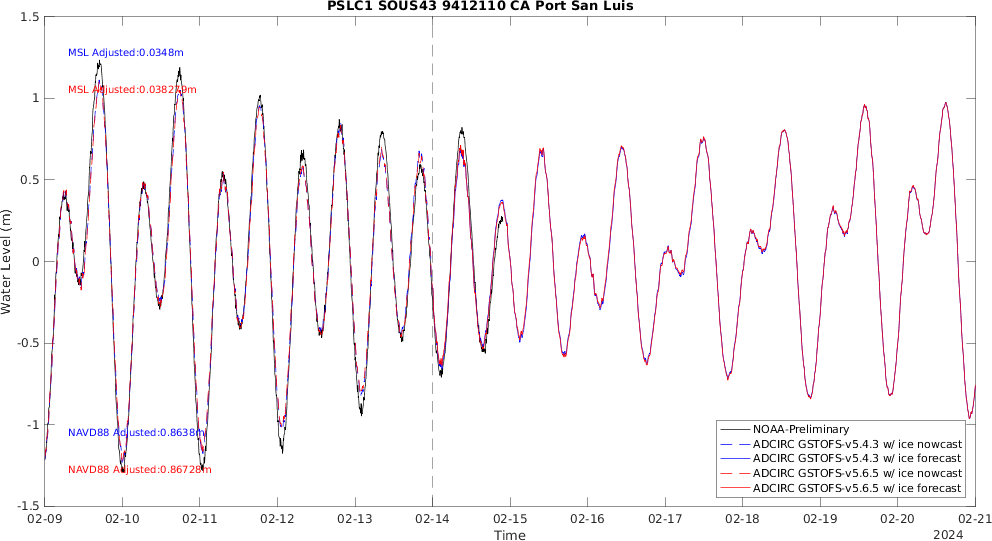 PSLC1 SOUS43 9412110 CA Port San Luis
1.5
1
0.5
0
-0.5
-1
-1.5
Water Level (m)
MSL Adjusted:0.0348m
MSL Adjusted:0.038279m
NAVD88 Adjusted:0.8638m
NAVD88 Adjusted:0.86728m
NOAA-Preliminary
ADCIRC GSTOFS-v5.4.3 w/ ice nowcast
ADCIRC GSTOFS-v5.4.3 w/ ice forecast
ADCIRC GSTOFS-v5.6.5 w/ ice nowcast
ADCIRC GSTOFS-v5.6.5 w/ ice forecast
02-09 02-10 02-11 02-12 02-13 02-14 02-15 02-16 02-17 02-18 02-19 02-20 02-21
Time
2024